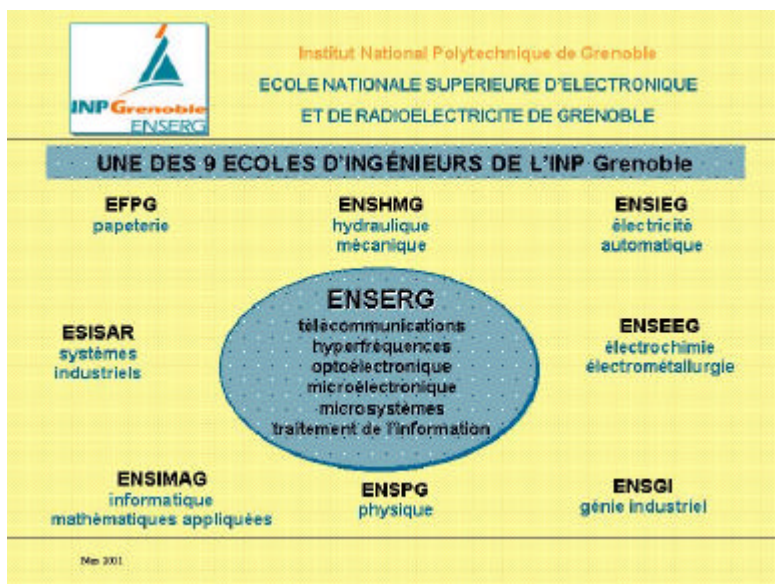 INP Grenoble
ENSERG
Institut National Polytechnique de Grenoble
ECOLE NATIONALE SUPERIEURE D'ELECTRONIQUE
ET DE RADIOELECTRICITE DE GRENOBLE
UNE DES 9 ECOLES D'INGÉNIEURS DE L'INP Grenoble
EFPG
papeterie
ENSHMG
hydraulique
mécanique
ENSIEG
électricité
automatique
ESISAR
systèmes
industriels
ENSERG
télécommunications
hyperfréquences
optoélectronique
microélectronique
microsystèmes
traitement de l'information
ENSEEG
électrochimie
électrométallurgie
ENSIMAG
informatique
mathématiques appliquées
ENSPG
physique
ENSGI
génie industriel
2001